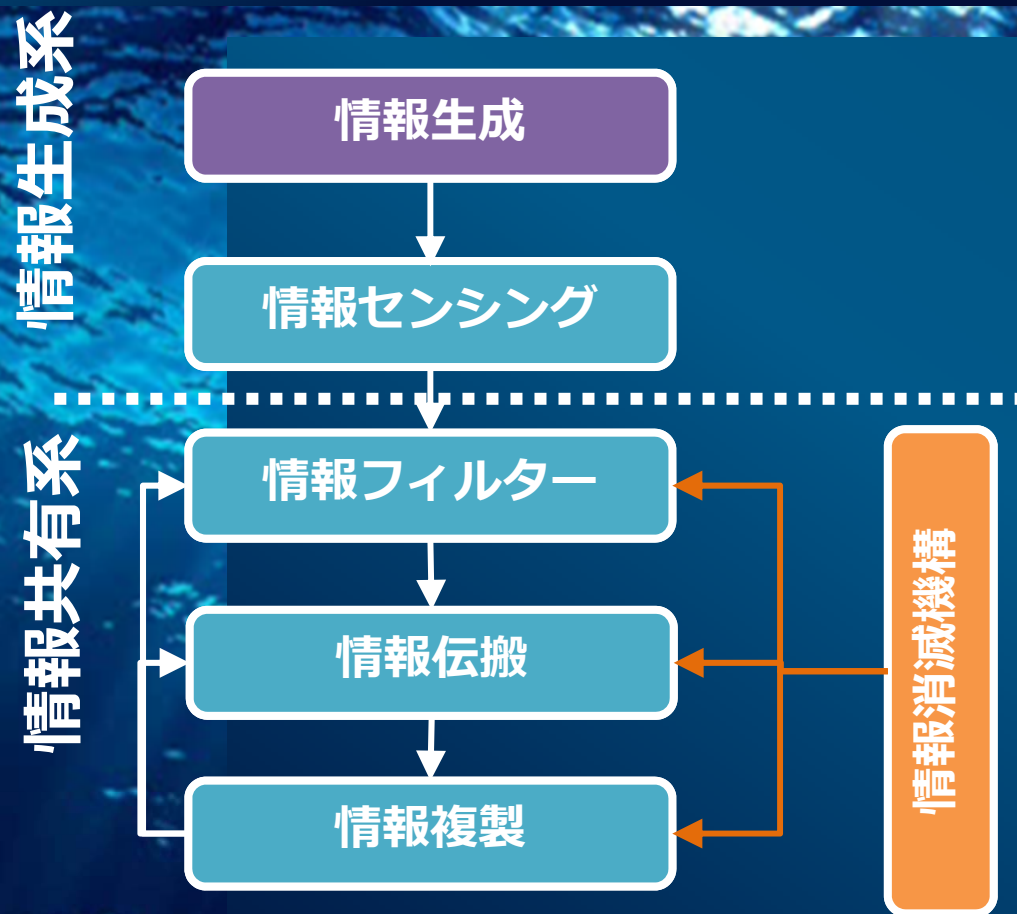 情報生成系
情報生成
情報センシング
情報共有系
情報フィルター
情報伝搬
情報複製
情報消滅機構